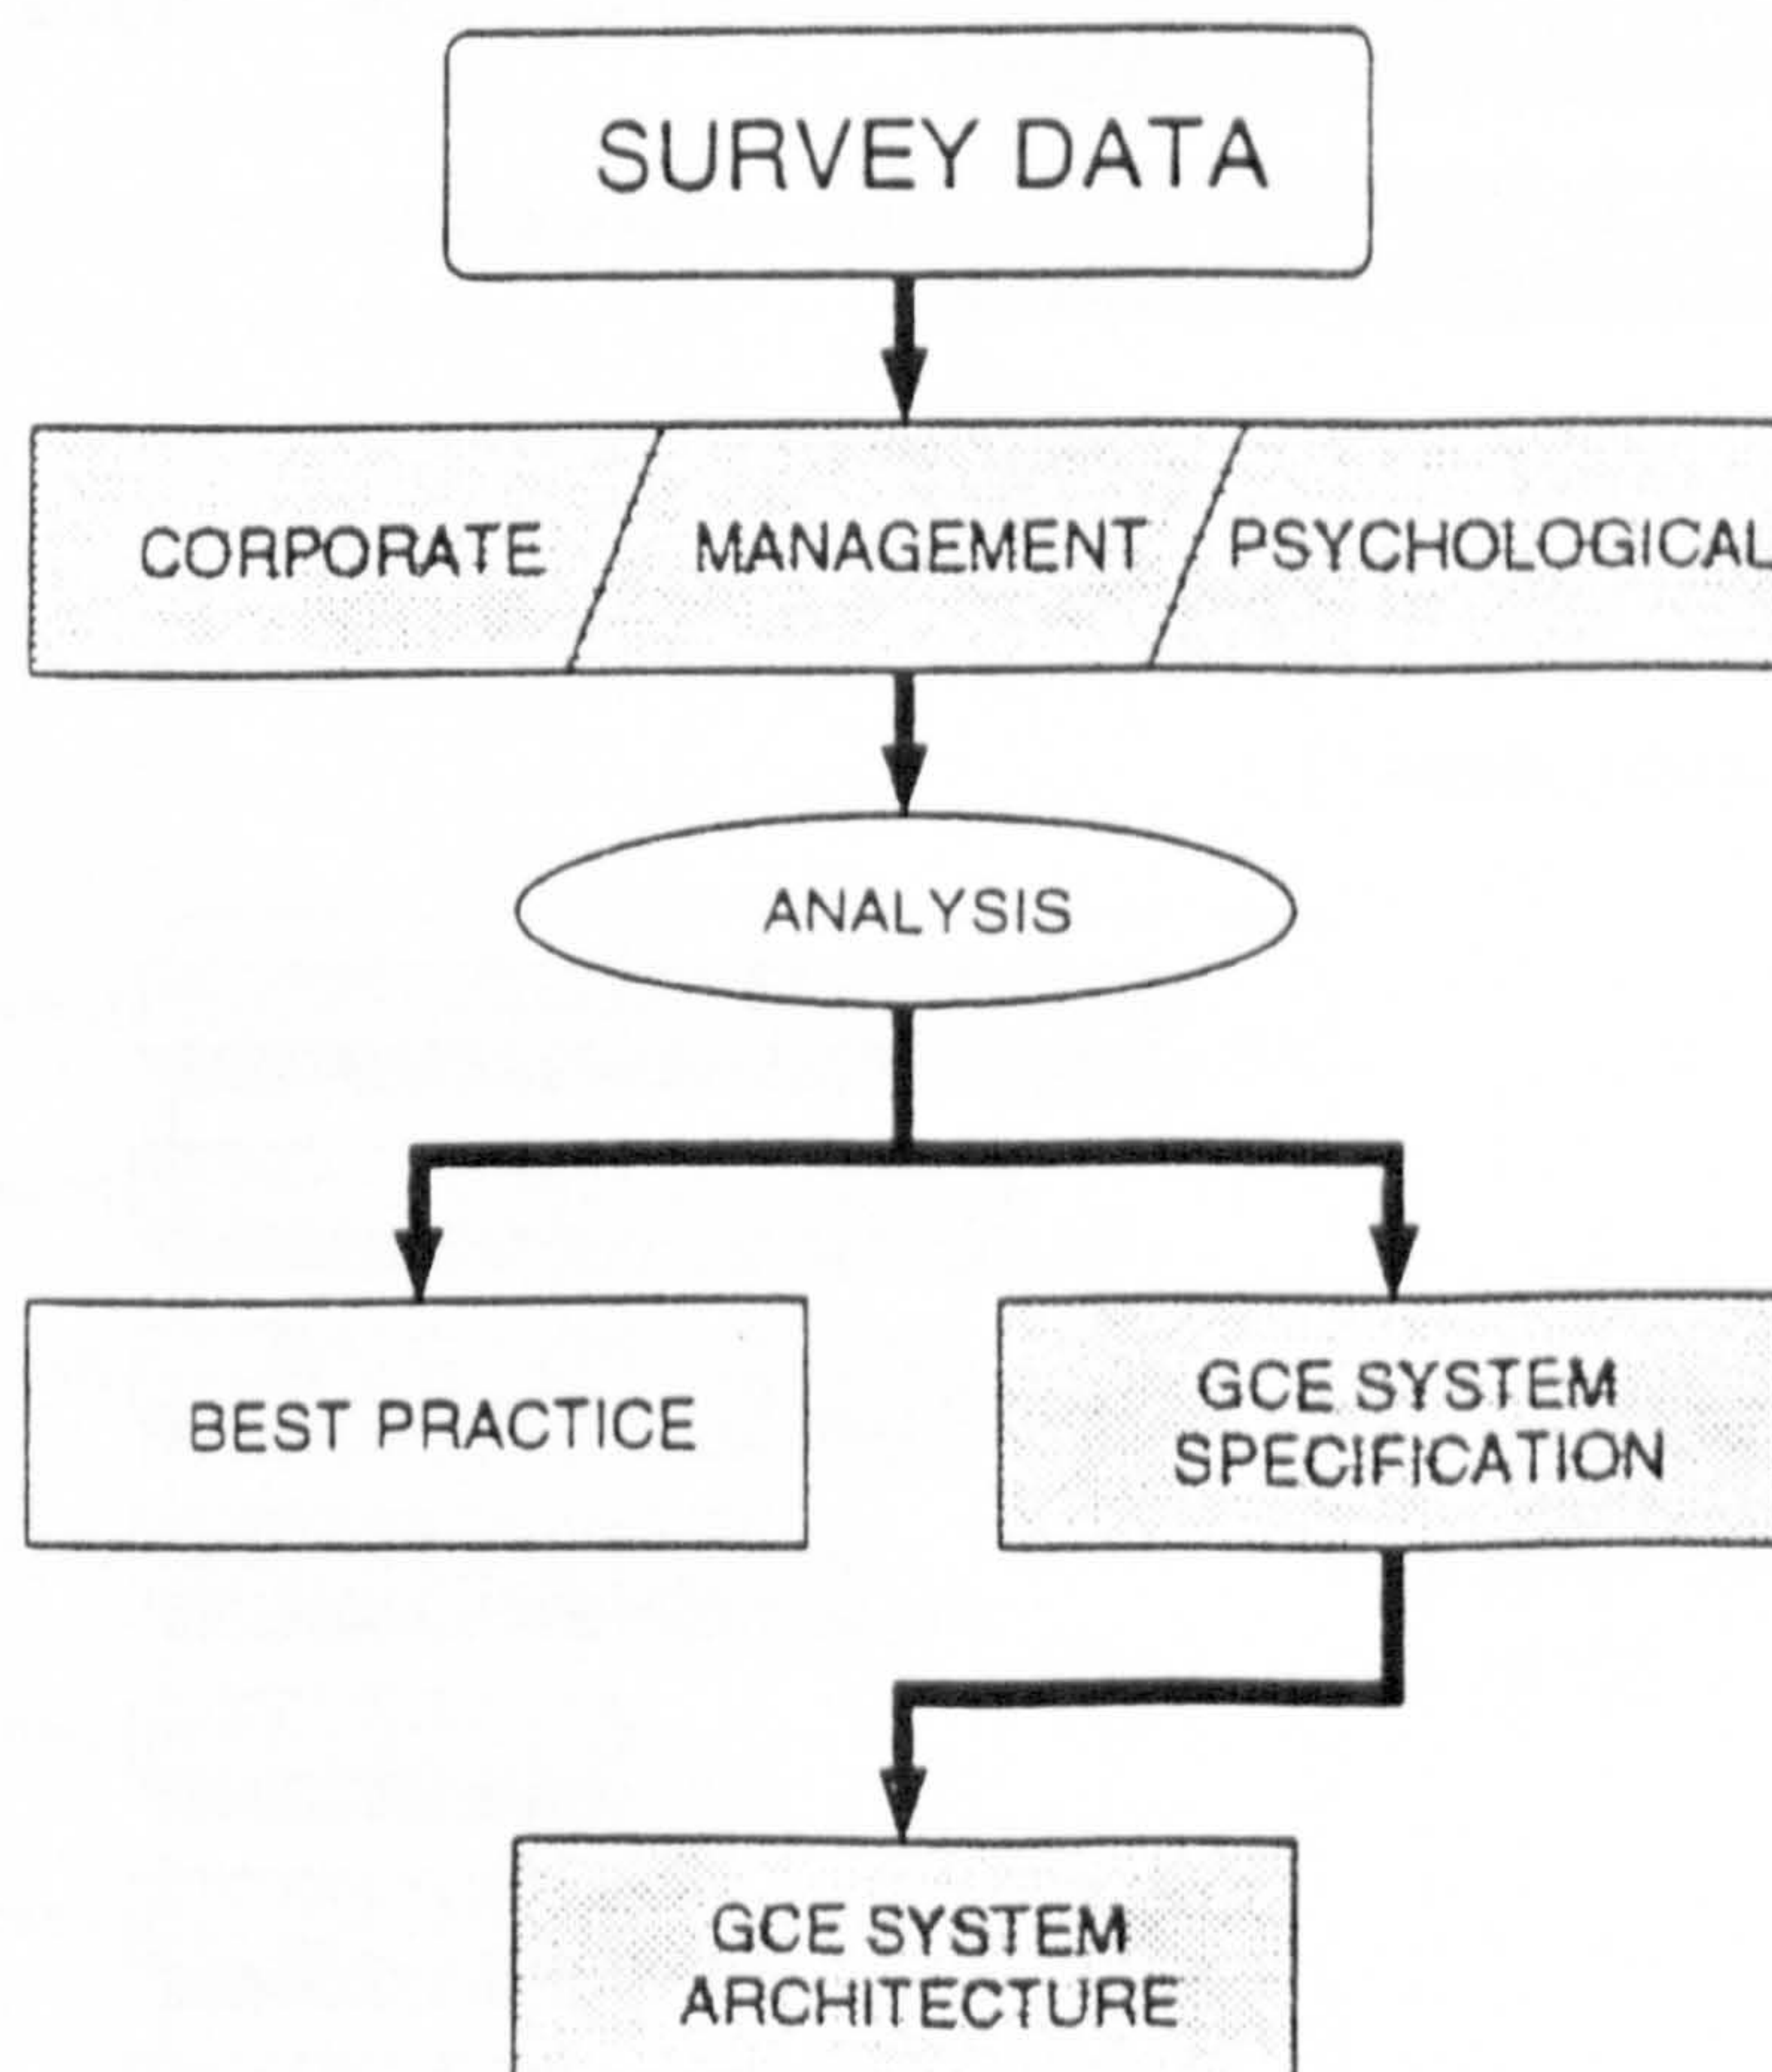 SURVEY DATA
CORPORATE MANAGEMENT PSYCHOLOGICAL
ANALYSIS
BEST PRACTICE
GCE SYSTEM
SPECIFICATION
GCE SYSTEM
ARCHITECTURE